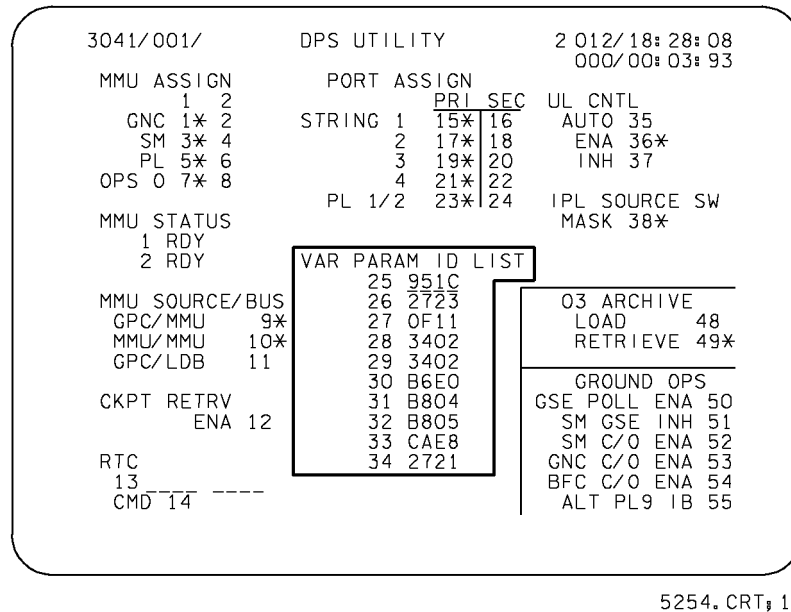 3041/001/ DPS UTILITY 2 012/18:28:08
000/00:03:93
MMU ASSIGN PORT ASSIGN
1 2 PRI SEC UL CNTL
GNC 1* 2 STRING 1 15* 16 AUTO 35
SM 3* 4 2 17* 18 ENA 36*
PL 5* 6 3 19* 20 INH 37
OPS 0 7* 8 4 21* 22
PL 1/2 23* 24 IPL SOURCE SW
MMU STATUS MASK 38*
1 RDY
2 RDY VAR PARAM ID LIST
25 951C
MMU SOURCE/BUS 26 2723 03 ARCHIVE
GPC/MMU 9* 27 0F11 LOAD 48
MMU/MMU 10* 28 3402 RETRIEVE 49*
GPC/LDB 11 29 3402
30 B6E0 GROUND OPS
CKPT RETRV 31 B804 GSE POLL ENA 50
ENA 12 32 B805 SM GSE INH 51
33 CAE8 SM C/O ENA 52
RTC 34 2721 GNC C/O ENA 53
13 ____ ____ BFC C/O ENA 54
CMD 14 ALT PL9 IB 55
5254.CRT;1